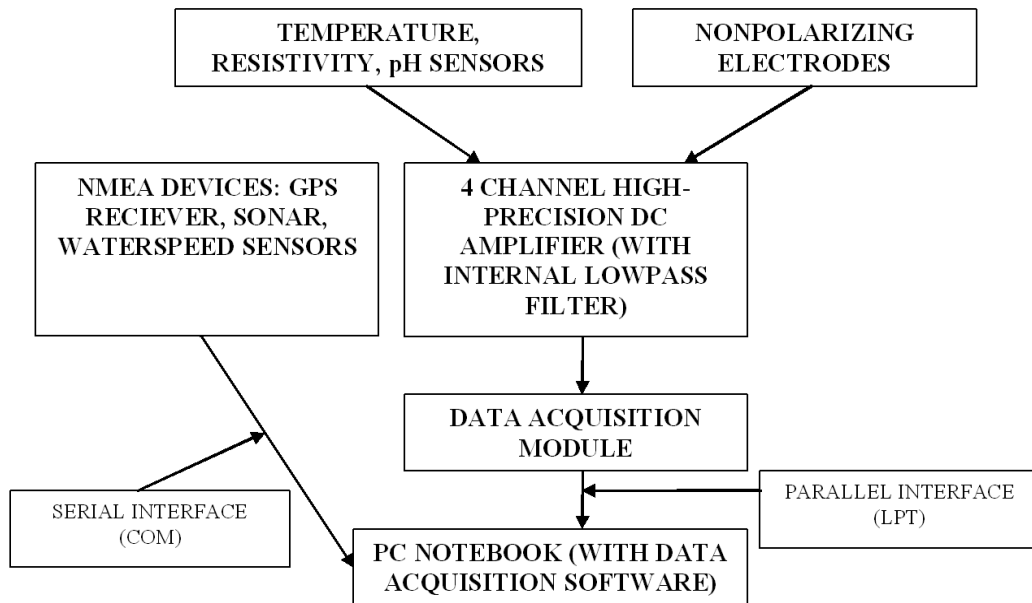 TEMPERATURE,
RESISTIVITY, pH SENSORS
NONPOLARIZING
ELECTRODES
NMEA DEVICES: GPS
RECIEVER, SONAR,
WATERSPEED SENSORS
4 CHANNEL HIGH-
PRECISION DC
AMPLIFIER (WITH
INTERNAL LOWPASS
FILTER)
DATA ACQUISITION
MODULE
SERIAL INTERFACE
(COM)
PARALLEL INTERFACE
(LPT)
PC NOTEBOOK (WITH DATA
ACQUISITION SOFTWARE)